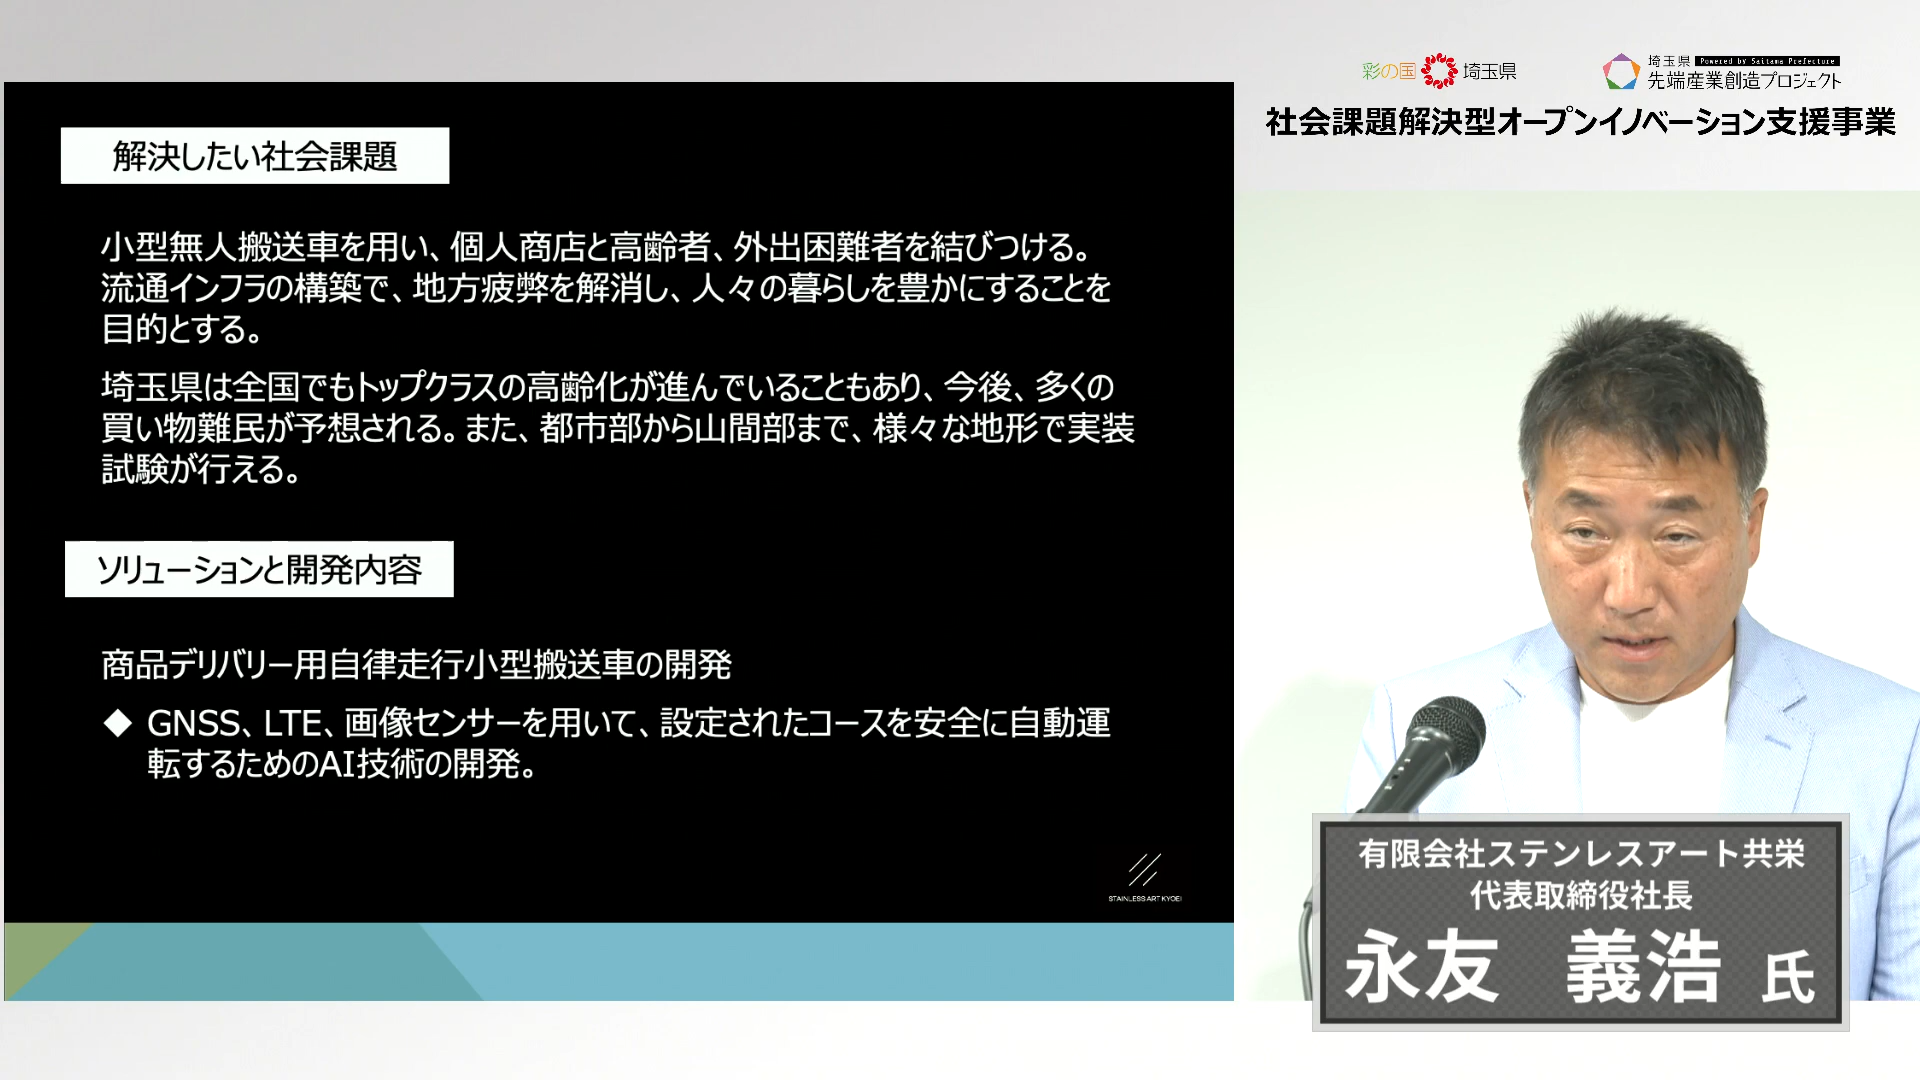 彩の国 埼玉県
埼玉県 Powered by Saitama Prefecture
先端産業創造プロジェクト
社会課題解決型オープンイノベーション支援事業
解決したい社会課題
小型無人搬送車を用い、個人商店と高齢者、外出困難者を結びつける。
流通インフラの構築で、地方疲弊を解消し、人々の暮らしを豊かにすることを
目的とする。
埼玉県は全国でもトップクラスの高齢化が進んでいることもあり、今後、多くの
買い物難民が予想される。また、都市部から山間部まで、様々な地形で実装
試験が行える。
ソリューションと開発内容
商品デリバリー用自律走行小型搬送車の開発
◆ GNSS、LTE、画像センサーを用いて、設定されたコースを安全に自動運
転するためのAI技術の開発。
STAINLESS ART KYOEI
有限会社ステンレスアート共栄
代表取締役社長
永友 義浩 氏